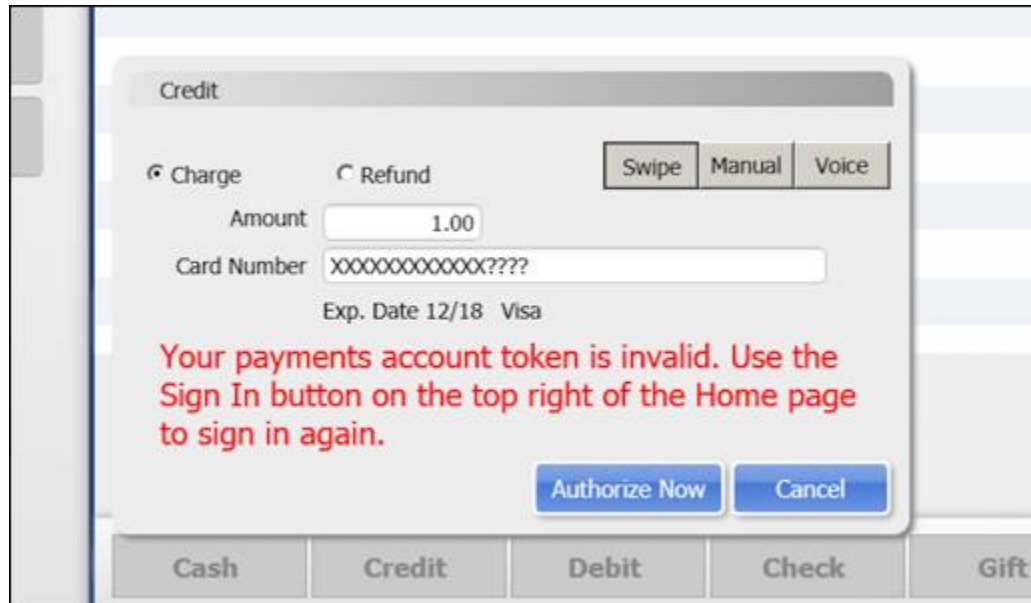 Credit
Charge Refund Swipe Manual Voice
Amount 1.00
Card Number XXXXXXXXXXXX????
Exp. Date 12/18 Visa
Your payments account token is invalid. Use the
Sign In button on the top right of the Home page
to sign in again.
Authorize Now Cancel
Cash Credit Debit Check Gift